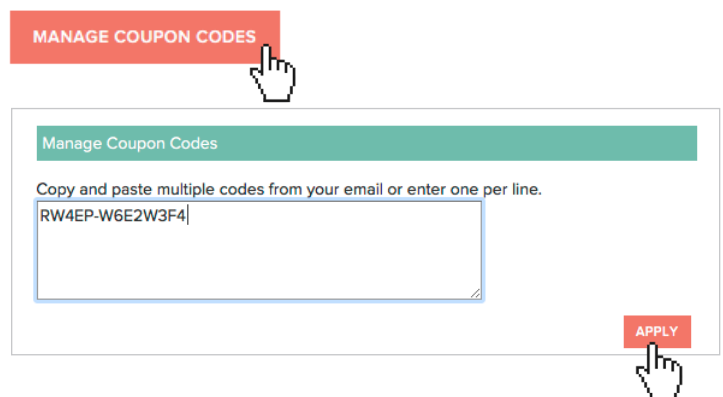 MANAGE COUPON CODES
Manage Coupon Codes
Copy and paste multiple codes from your email or enter one per line.
RW4EP-W6E2W3F4
APPLY